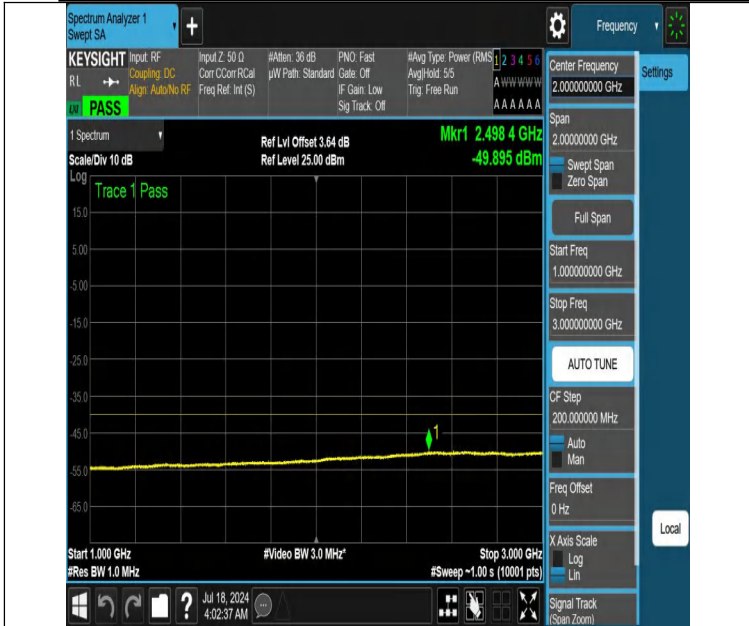 Spectrum Analyzer 1
Swept SA
Frequency
KEYSIGHT
Input: RF
Coupling: DC
Align: Auto/No RF
Input Z: 50 Ω
Corr CCorr RCal
Freq Ref: Int (S)
#Atten: 36 dB
µW Path: Standard
PNO: Fast
Gate: Off
IF Gain: Low
Sig Track: Off
#Avg Type: Power (RMS
Avg|Hold: 5/5
Trig: Free Run
1 2 3 4 5 6
A W W W W W
A A A A A A
R L
LXI
PASS
1 Spectrum
Scale/Div 10 dB
Ref Lvl Offset 3.64 dB
Ref Level 25.00 dBm
Mkr1 2.498 4 GHz
-49.895 dBm
Log
Trace 1 Pass
15.0
5.00
-5.00
-15.0
-25.0
-35.0
-45.0
-55.0
-65.0
1
Start 1.000 GHz
#Res BW 1.0 MHz
#Video BW 3.0 MHz*
Stop 3.000 GHz
#Sweep ~1.00 s (10001 pts)
Center Frequency
2.000000000 GHz
Settings
Span
2.00000000 GHz
Swept Span
Zero Span
Full Span
Start Freq
1.000000000 GHz
Stop Freq
3.000000000 GHz
AUTO TUNE
CF Step
200.000000 MHz
Auto
Man
Freq Offset
0 Hz
X Axis Scale
Log
Lin
Local
Signal Track
(Span Zoom)
?
Jul 18, 2024
4:02:37 AM